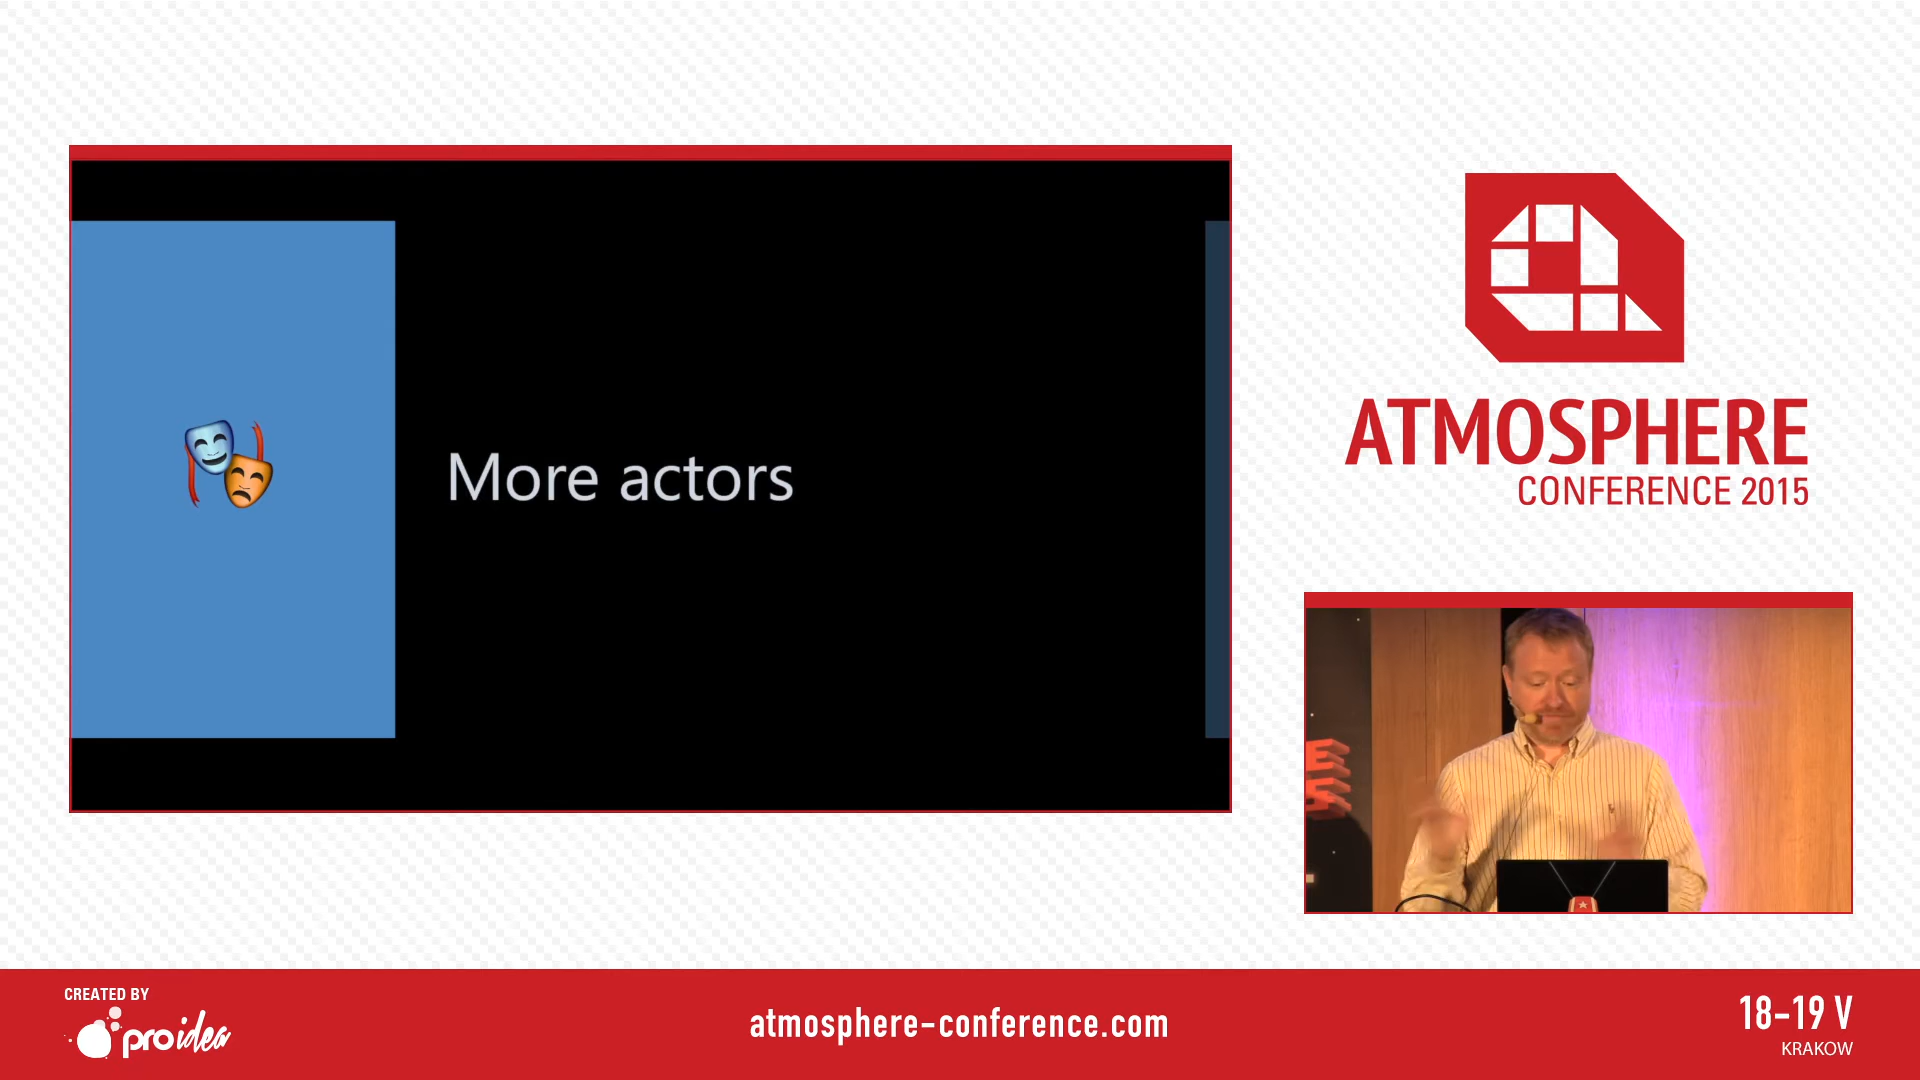 More actors
ATMOSPHERE
CONFERENCE 2015
CREATED BY
proidea
atmosphere-conference.com
18-19 V
KRAKOW